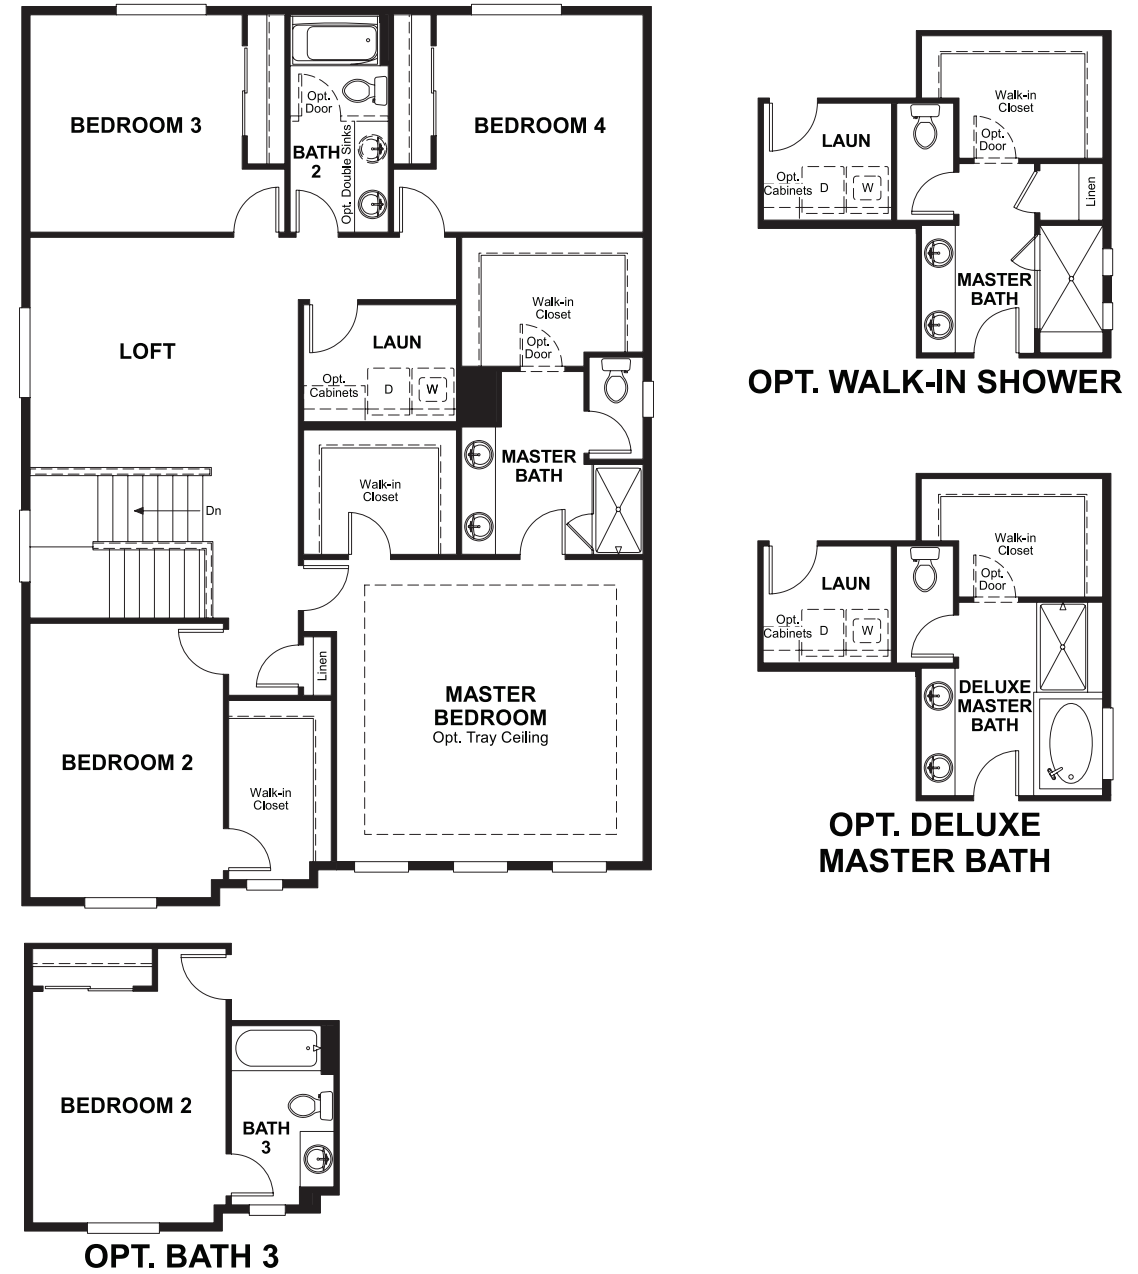 BEDROOM 3
Opt.
Door
BATH
2
Opt. Double Sinks
BEDROOM 4
LOFT
LAUN
Opt.
Cabinets
D
W
Walk-in
Closet
Opt.
Door
MASTER
BATH
Walk-in
Closet
Dn
Linen
MASTER
BEDROOM
Opt. Tray Ceiling
BEDROOM 2
Walk-in
Closet
BEDROOM 2
BATH
3
OPT. BATH 3
Walk-in
Closet
Opt.
Door
LAUN
Opt.
Cabinets
D
W
Linen
MASTER
BATH
OPT. WALK-IN SHOWER
Walk-in
Closet
Opt.
Door
LAUN
Opt.
Cabinets
D
W
DELUXE
MASTER
BATH
OPT. DELUXE
MASTER BATH